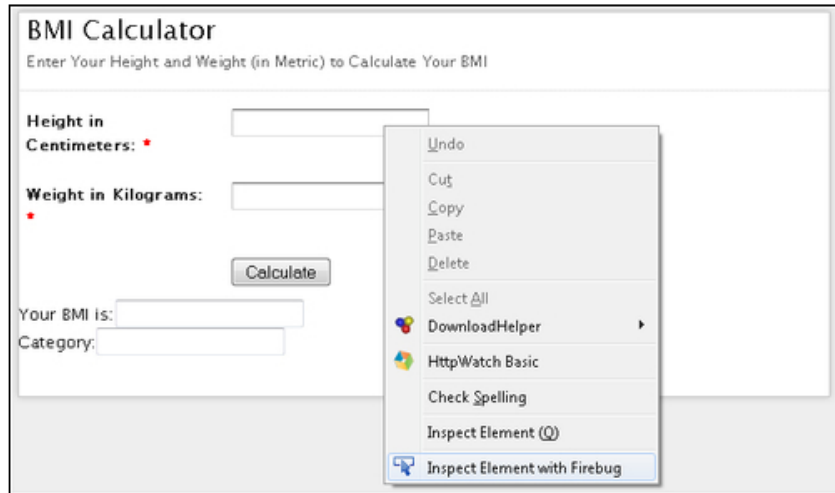 BMI Calculator
Enter Your Height and Weight (in Metric) to Calculate Your BMI
Height in
Centimeters: *
Weight in Kilograms:
*
Calculate
Your BMI is:
Category:
Undo
Cut
Copy
Paste
Delete
Select All
DownloadHelper
HttpWatch Basic
Check Spelling
Inspect Element (Q)
Inspect Element with Firebug